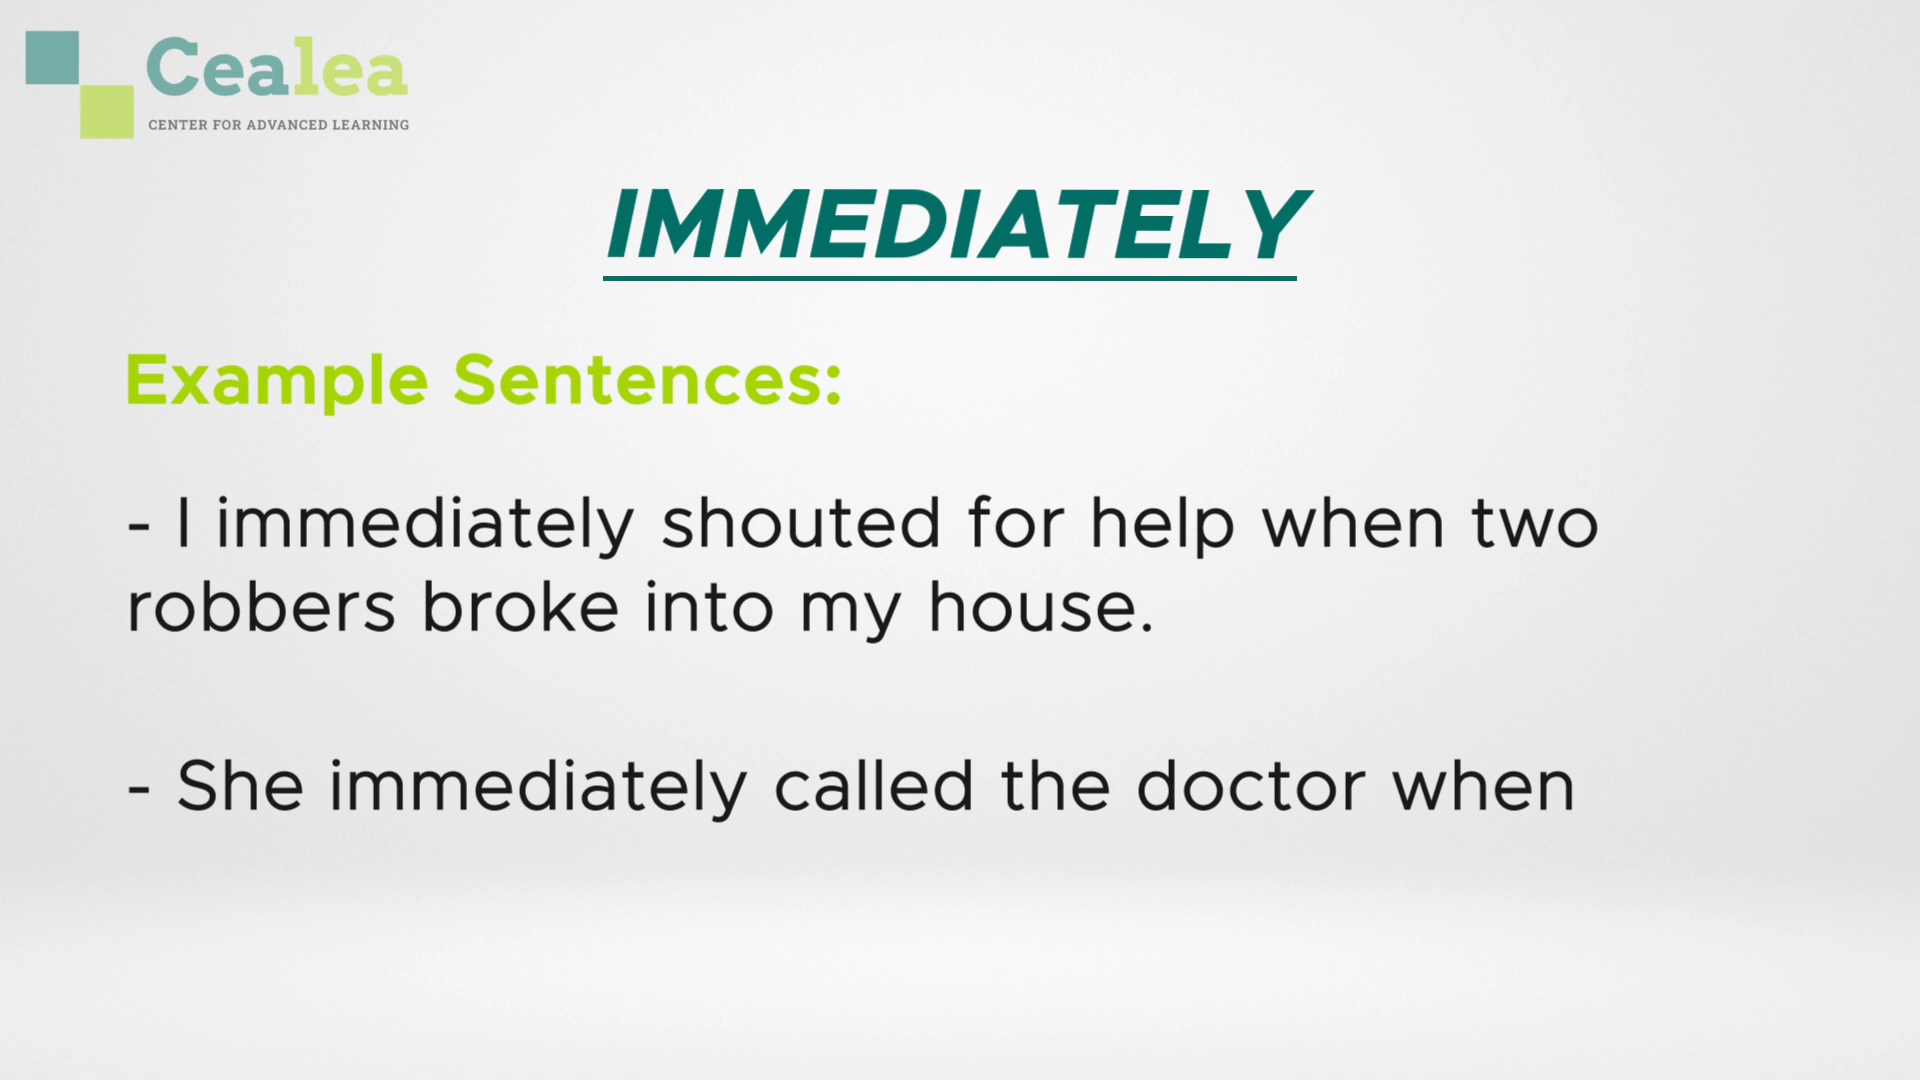 Cealea
CENTER FOR ADVANCED LEARNING
IMMEDIATELY
Example Sentences:
- I immediately shouted for help when two
robbers broke into my house.
- She immediately called the doctor when